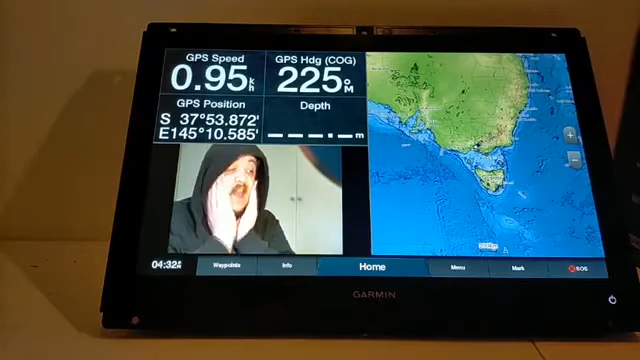 GPS Speed
0.95 kh
GPS Hdg (COG)
225°M
GPS Position
S 37°53.872'
E145°10.585'
Depth
---.-m
+
-
04:32
Waypoints
Info
Home
Menu
Mark
SOS
GARMIN